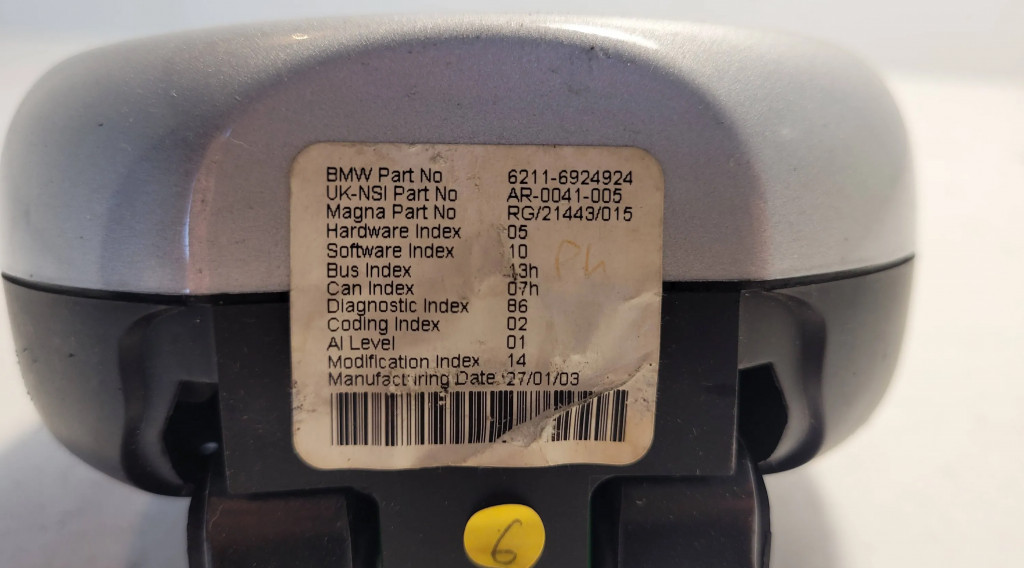 BMW Part No 6211-6924924
UK-NSI Part No AR-0041-005
Magna Part No RG/21443/015
Hardware Index 05
Software Index 10
Bus Index 13h
Can Index 07h
Diagnostic Index 86
Coding Index 02
AI Level 01
Modification Index 14
Manufacturing Date 27/01/03
Ph
6